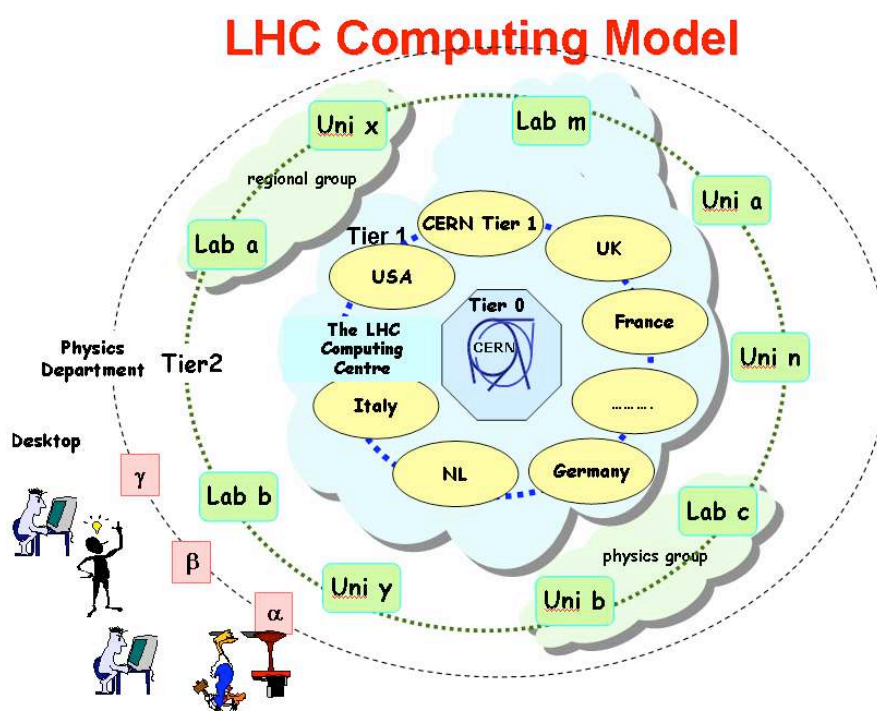 LHC Computing Model
Uni x
Lab m
regional group
Uni a
Lab a
CERN Tier 1
Tier 1
UK
USA
Tier 0
France
The LHC
Computing
Centre
CERN
Physics
Department
Tier2
Uni n
Italy
..........
Desktop
γ
NL
Germany
Lab b
Lab c
β
physics group
Uni y
Uni b
α